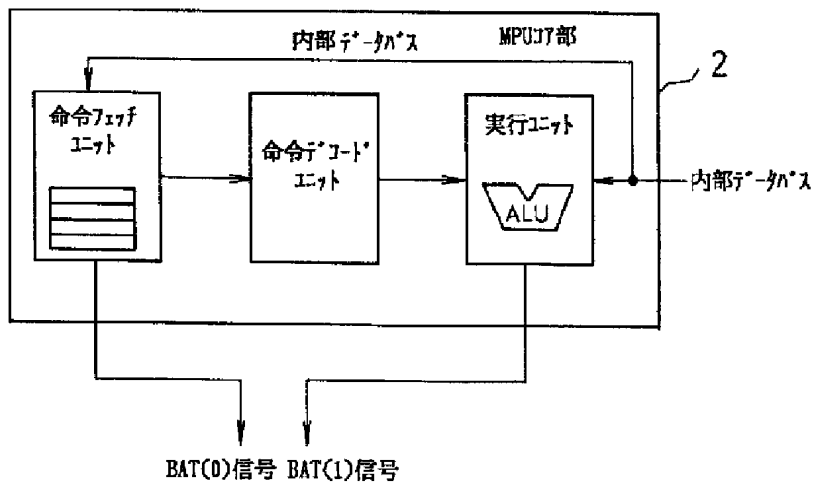 内部ﾃﾞｰﾀﾊﾞｽ
MPUｺｱ部
2
命令ﾌｪｯﾁ
ﾕﾆｯﾄ
命令ﾃﾞｺｰﾄﾞ
ﾕﾆｯﾄ
実行ﾕﾆｯﾄ
ALU
内部ﾃﾞｰﾀﾊﾞｽ
BAT(0)信号 BAT(1)信号